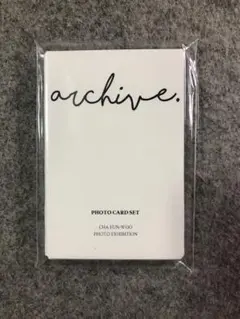 archive.
PHOTO CARD SET
CHA EUN-WOO
PHOTO EXHIBITION